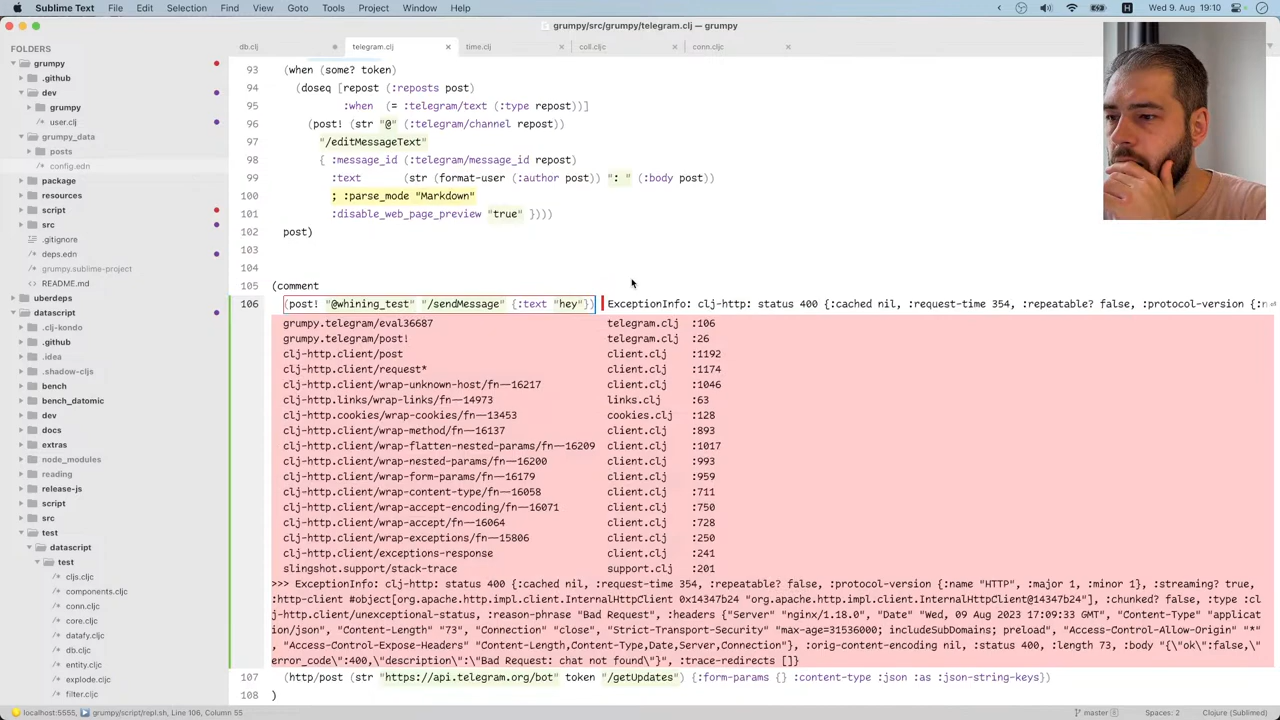 Sublime Text File Edit Selection Find View Goto Tools Project Window Help
Wed 9. Aug 19:10
grumpy/src/grumpy/telegram.clj — grumpy
FOLDERS
grumpy
.github
dev
grumpy
user.clj
grumpy_data
posts
config.edn
package
resources
script
src
.gitignore
deps.edn
grumpy.sublime-project
README.md
uberdeps
datascript
.clj-kondo
.github
.idea
.shadow-cljs
bench
bench_datomic
dev
docs
extras
node_modules
reading
release-js
script
src
test
datascript
test
cljs.cljc
components.cljc
conn.cljc
core.cljc
datafy.cljc
db.cljc
entity.cljc
explode.cljc
filter.cljc
db.clj telegram.clj time.clj coll.cljc conn.cljc
93 (when (some? token)
94 (doseq [repost (:reposts post)
95 :when (= :telegram/text (:type repost))]
96 (post! (str "@" (:telegram/channel repost))
97 "/editMessageText"
98 { :message_id (:telegram/message_id repost)
99 :text (str (format-user (:author post)) ": " (:body post))
100 ; :parse_mode "Markdown"
101 :disable_web_page_preview "true" })))
102 post)
103
104
105 (comment
106 (post! "@whining_test" "/sendMessage" {:text "hey"}) ExceptionInfo: clj-http: status 400 {:cached nil, :request-time 354, :repeatable? false, :protocol-version {:n
grumpy.telegram/eval36687 telegram.clj :106
grumpy.telegram/post! telegram.clj :26
clj-http.client/post client.clj :1192
clj-http.client/request* client.clj :1174
clj-http.client/wrap-unknown-host/fn—16217 client.clj :1046
clj-http.links/wrap-links/fn—14973 links.clj :63
clj-http.cookies/wrap-cookies/fn—13453 cookies.clj :128
clj-http.client/wrap-method/fn—16137 client.clj :893
clj-http.client/wrap-flatten-nested-params/fn—16209 client.clj :1017
clj-http.client/wrap-nested-params/fn—16200 client.clj :993
clj-http.client/wrap-form-params/fn—16179 client.clj :959
clj-http.client/wrap-content-type/fn—16058 client.clj :711
clj-http.client/wrap-accept-encoding/fn—16071 client.clj :750
clj-http.client/wrap-accept/fn—16064 client.clj :728
clj-http.client/wrap-exceptions/fn—15806 client.clj :250
clj-http.client/exceptions-response client.clj :241
slingshot.support/stack-trace support.clj :201
>>> ExceptionInfo: clj-http: status 400 {:cached nil, :request-time 354, :repeatable? false, :protocol-version {:name "HTTP", :major 1, :minor 1}, :streaming? true,
:http-client #object[org.apache.http.impl.client.InternalHttpClient 0x14347b24 "org.apache.http.impl.client.InternalHttpClient@14347b24"], :chunked? false, :type :cl
j-http.client/unexceptional-status, :reason-phrase "Bad Request", :headers {"Server" "nginx/1.18.0", "Date" "Wed, 09 Aug 2023 17:09:33 GMT", "Content-Type" "applicat
ion/json", "Content-Length" "73", "Connection" "close", "Strict-Transport-Security" "max-age=31536000; includeSubDomains; preload", "Access-Control-Allow-Origin" "*"
, "Access-Control-Expose-Headers" "Content-Length,Content-Type,Date,Server,Connection"}, :orig-content-encoding nil, :status 400, :length 73, :body "{\"ok\":false,\"
error_code\":400,\"description\":\"Bad Request: chat not found\"}", :trace-redirects []}
107 (http/post (str "https://api.telegram.org/bot" token "/getUpdates") {:form-params {} :content-type :json :as :json-string-keys})
108 )
localhost:5555, grumpy/script/repl.sh, Line 106, Column 55 master Spaces: 2 Clojure (Sublimed)